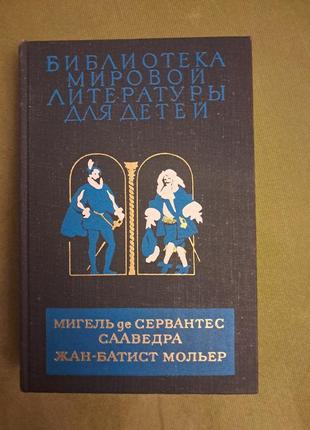 БИБЛИОТЕКА
МИРОВОЙ
ЛИТЕРАТУРЫ
ДЛЯ ДЕТЕЙ
МИГЕЛЬ де СЕРВАНТЕС
СААВЕДРА
ЖАН-БАТИСТ МОЛЬЕР